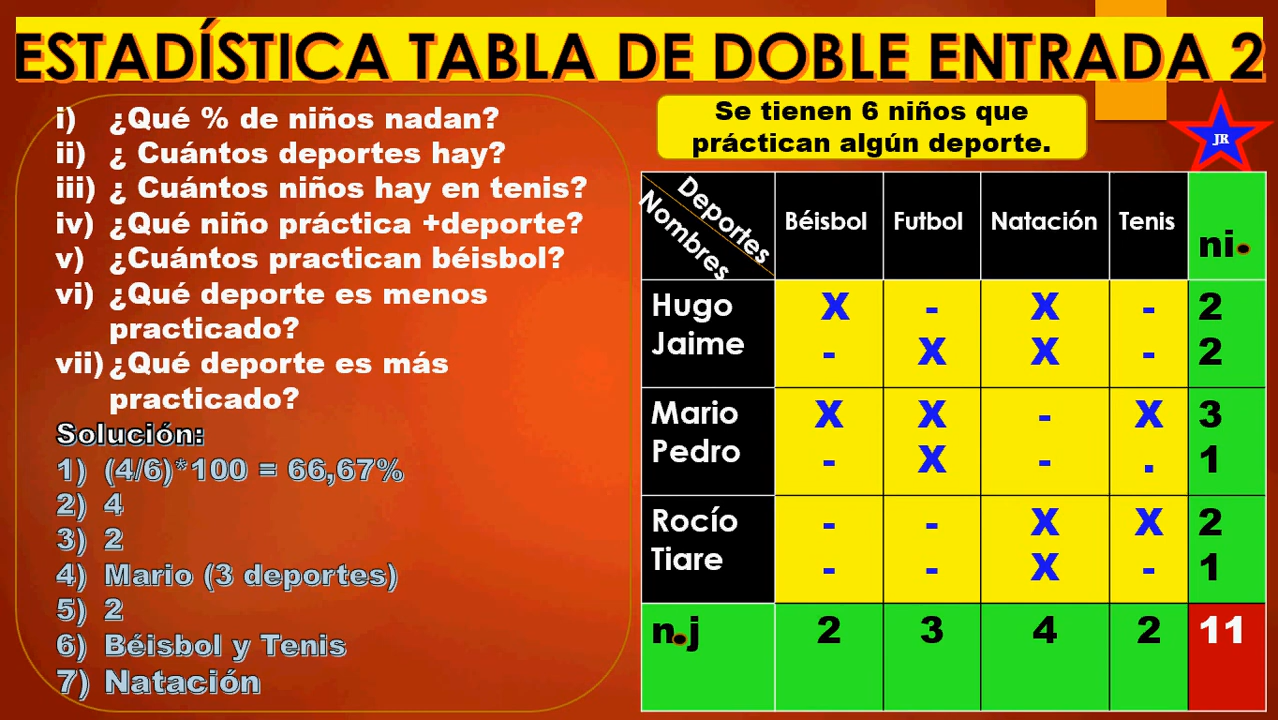 ESTADÍSTICA TABLA DE DOBLE ENTRADA 2
i) ¿Qué % de niños nadan?
ii) ¿ Cuántos deportes hay?
iii) ¿ Cuántos niños hay en tenis?
iv) ¿Qué niño práctica +deporte?
v) ¿Cuántos practican béisbol?
vi) ¿Qué deporte es menos
practicado?
vii) ¿Qué deporte es más
practicado?
Solución:
1) (4/6)*100 = 66,67%
2) 4
3) 2
4) Mario (3 deportes)
5) 2
6) Béisbol y Tenis
7) Natación
Se tienen 6 niños que
práctican algún deporte.
JR
Deportes
Nombres
Béisbol Futbol Natación Tenis ni.
Hugo X - X - 2
Jaime - X X - 2
Mario X X - X 3
Pedro - X - . 1
Rocío - - X X 2
Tiare - - X - 1
n.j 2 3 4 2 11